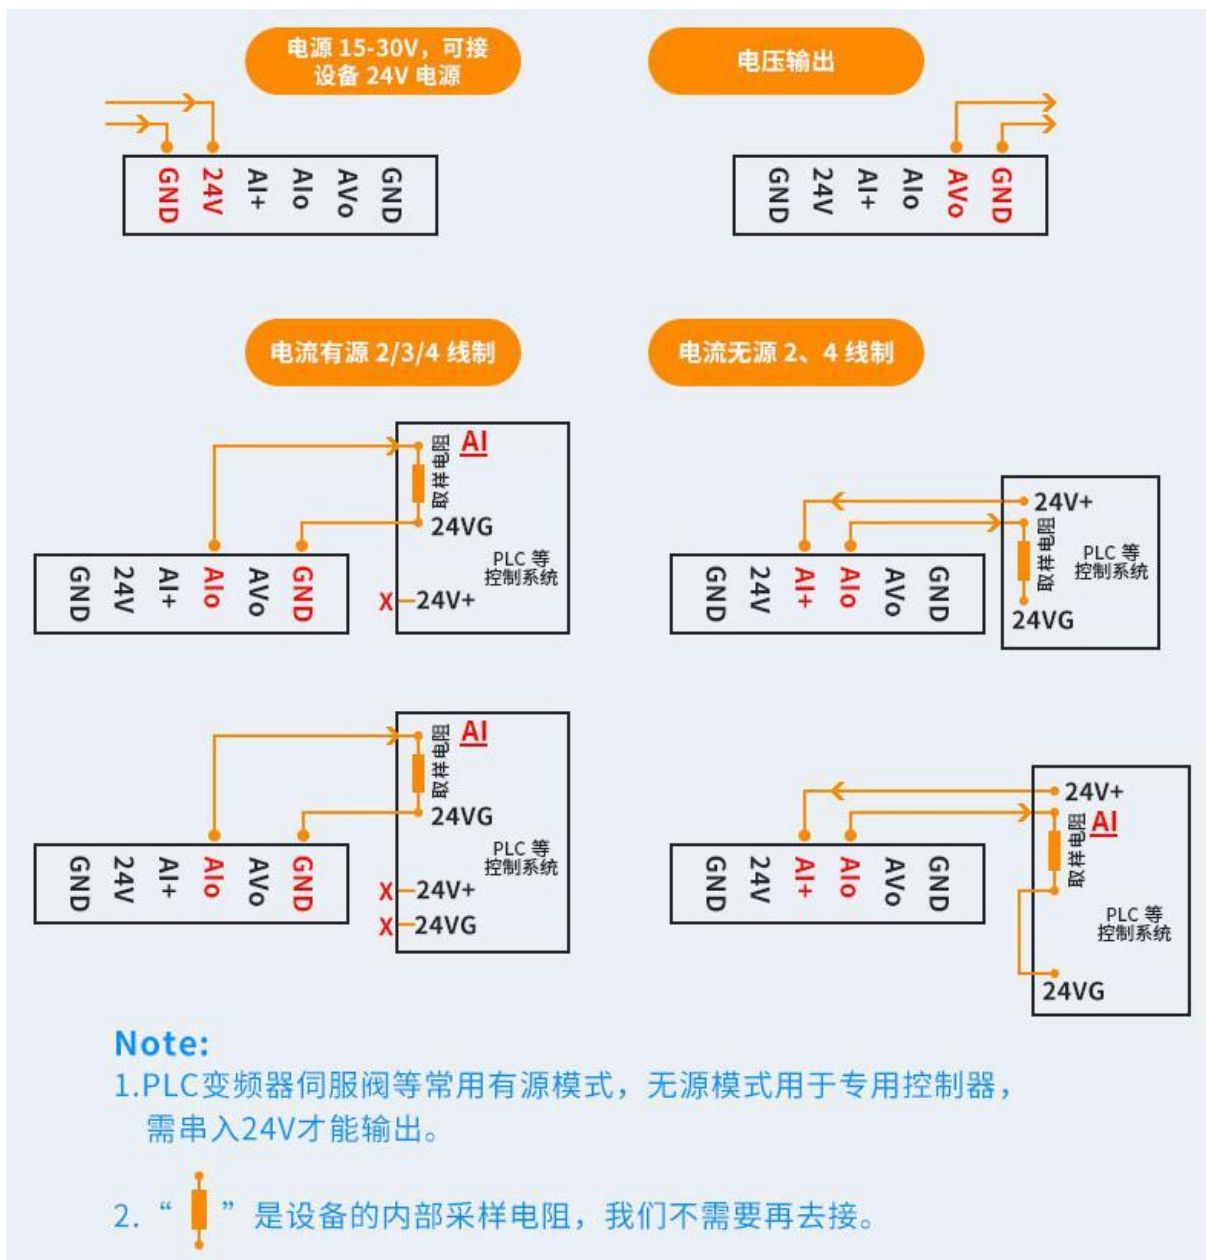 电源 15-30V，可接
设备 24V 电源
电压输出
GND 24V AI+ AIo AVo GND
GND 24V AI+ AIo AVo GND
电流有源 2/3/4 线制
电流无源 2、4 线制
AI
取样电阻
24VG
PLC 等
控制系统
X 24V+
GND 24V AI+ AIo AVo GND
24V+
取样电阻
PLC 等
控制系统
24VG
GND 24V AI+ AIo AVo GND
AI
取样电阻
24VG
PLC 等
控制系统
X 24V+
X 24VG
GND 24V AI+ AIo AVo GND
24V+
AI
取样电阻
PLC 等
控制系统
24VG
GND 24V AI+ AIo AVo GND
Note:
1.PLC变频器伺服阀等常用有源模式，无源模式用于专用控制器，
需串入24V才能输出。
2. “ ” 是设备的内部采样电阻，我们不需要再去接。